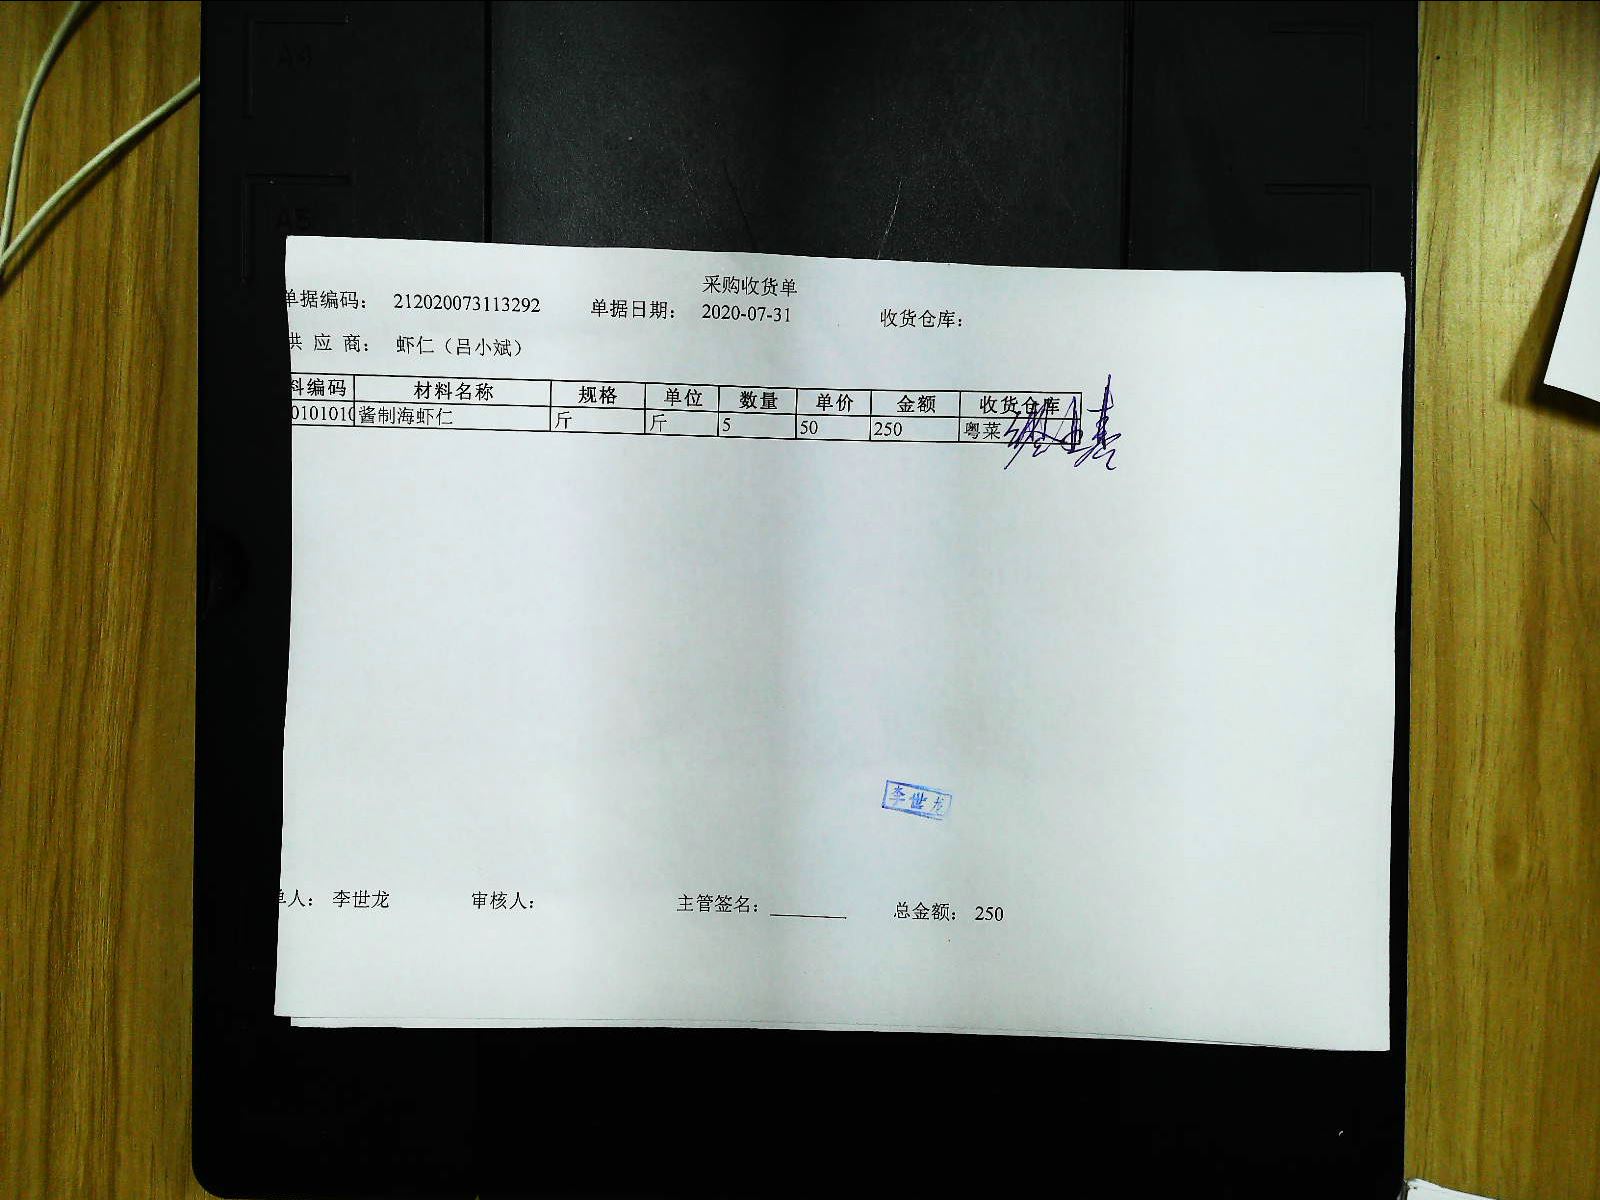 采购收货单
单据编码： 212020073113292 单据日期： 2020-07-31 收货仓库：
供 应 商： 虾仁（吕小斌）
料编码 材料名称 规格 单位 数量 单价 金额 收货仓库
0101010 酱制海虾仁 斤 斤 5 50 250 粤菜
李世龙
单人： 李世龙 审核人： 主管签名： 总金额： 250